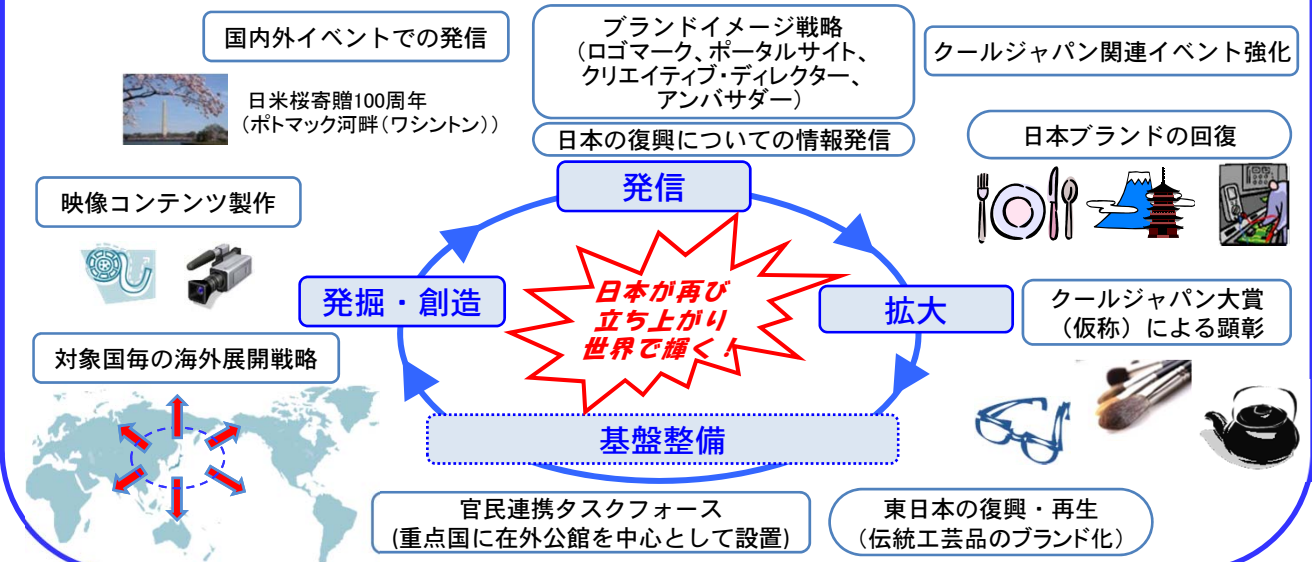 国内外イベントでの発信
日米桜寄贈100周年
(ポトマック河畔(ワシントン))
ブランドイメージ戦略
(ロゴマーク、ポータルサイト、
クリエイティブ・ディレクター、
アンバサダー)
クールジャパン関連イベント強化
日本の復興についての情報発信
日本ブランドの回復
発信
映像コンテンツ製作
発掘・創造
日本が再び
立ち上がり
世界で輝く!
拡大
クールジャパン大賞
(仮称)による顕彰
対象国毎の海外展開戦略
基盤整備
官民連携タスクフォース
(重点国に在外公館を中心として設置)
東日本の復興・再生
(伝統工芸品のブランド化)